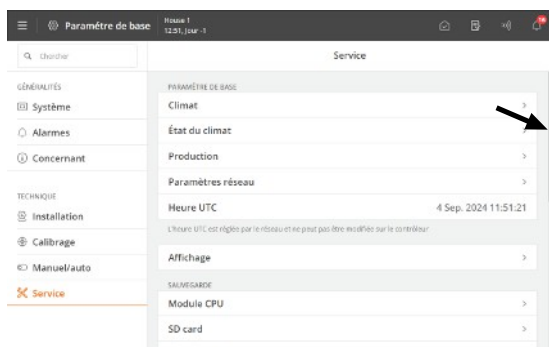 Paramétre de base
House 1
12:51, Jour -1
10
Chercher
Service
GÉNÉRALITÉS
Système
Alarmes
Concernant
TECHNIQUE
Installation
Calibrage
Manuel/auto
Service
PARAMÈTRE DE BASE
Climat
État du climat
Production
Paramètres réseau
Heure UTC 4 Sep. 2024 11:51:21
L'heure UTC est réglée par le réseau et ne peut pas être modifiée sur le contrôleur
Affichage
SAUVEGARDE
Module CPU
SD card